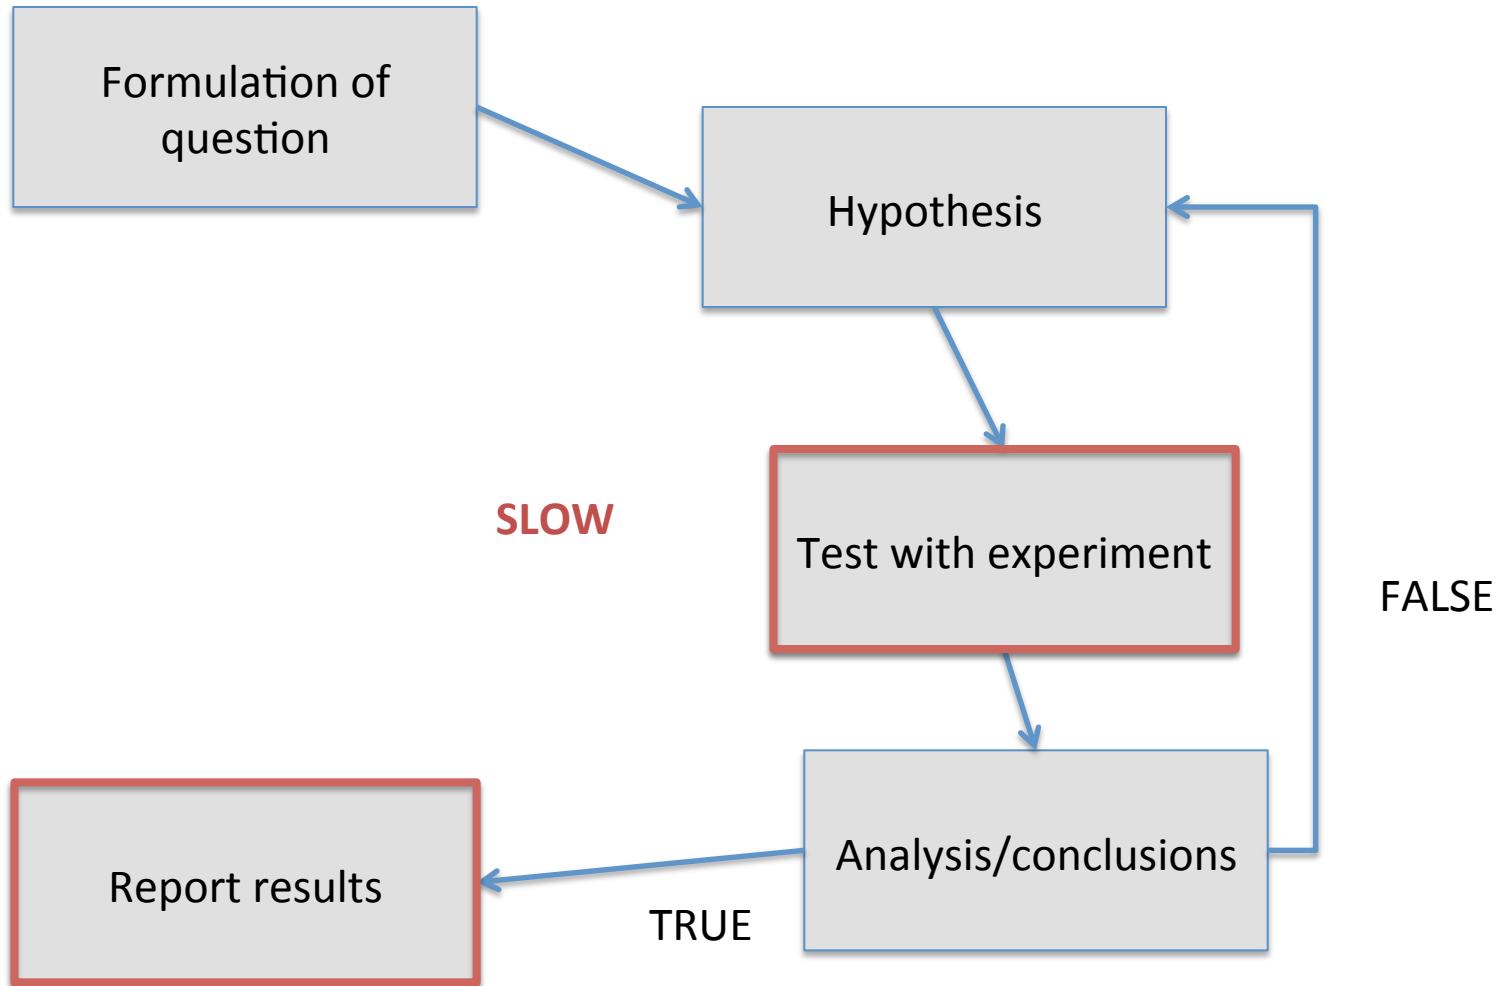 Formulation of
question
Hypothesis
SLOW
Test with experiment
FALSE
Analysis/conclusions
Report results
TRUE